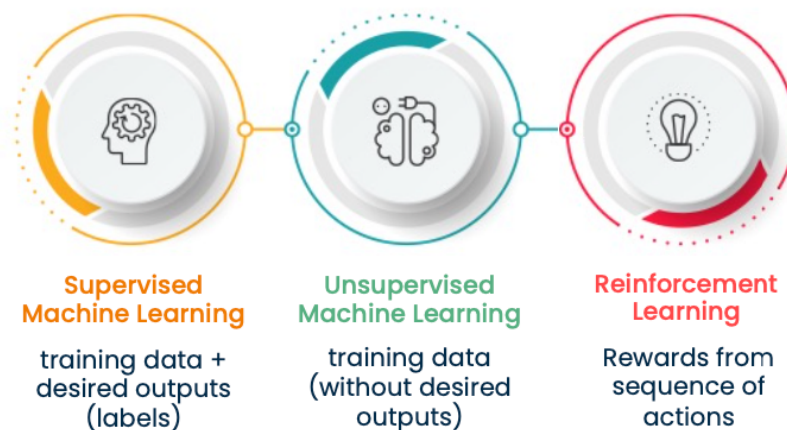 Supervised
Machine Learning
training data +
desired outputs
(labels)
Unsupervised
Machine Learning
training data
(without desired
outputs)
Reinforcement
Learning
Rewards from
sequence of
actions